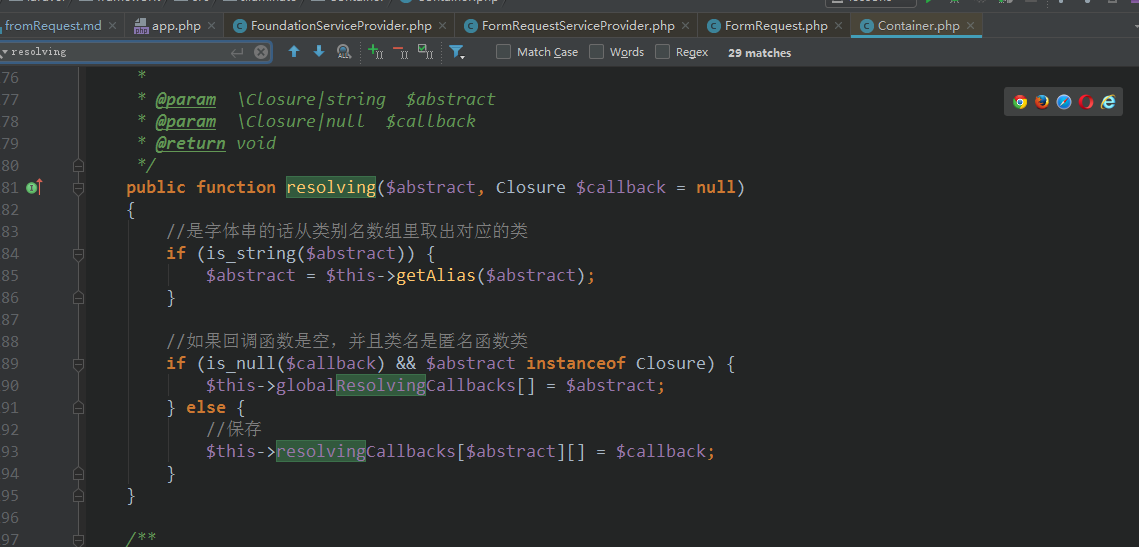 fromRequest.md × app.php × FoundationServiceProvider.php × FormRequestServiceProvider.php × FormRequest.php × Container.php ×
resolving Match Case Words Regex 29 matches
76 *
77 * @param \Closure|string $abstract
78 * @param \Closure|null $callback
79 * @return void
80 */
81 public function resolving($abstract, Closure $callback = null)
82 {
83 //是字体串的话从类别名数组里取出对应的类
84 if (is_string($abstract)) {
85 $abstract = $this->getAlias($abstract);
86 }
87
88 //如果回调函数是空，并且类名是匿名函数类
89 if (is_null($callback) && $abstract instanceof Closure) {
90 $this->globalResolvingCallbacks[] = $abstract;
91 } else {
92 //保存
93 $this->resolvingCallbacks[$abstract][] = $callback;
94 }
95 }
96
97 /**